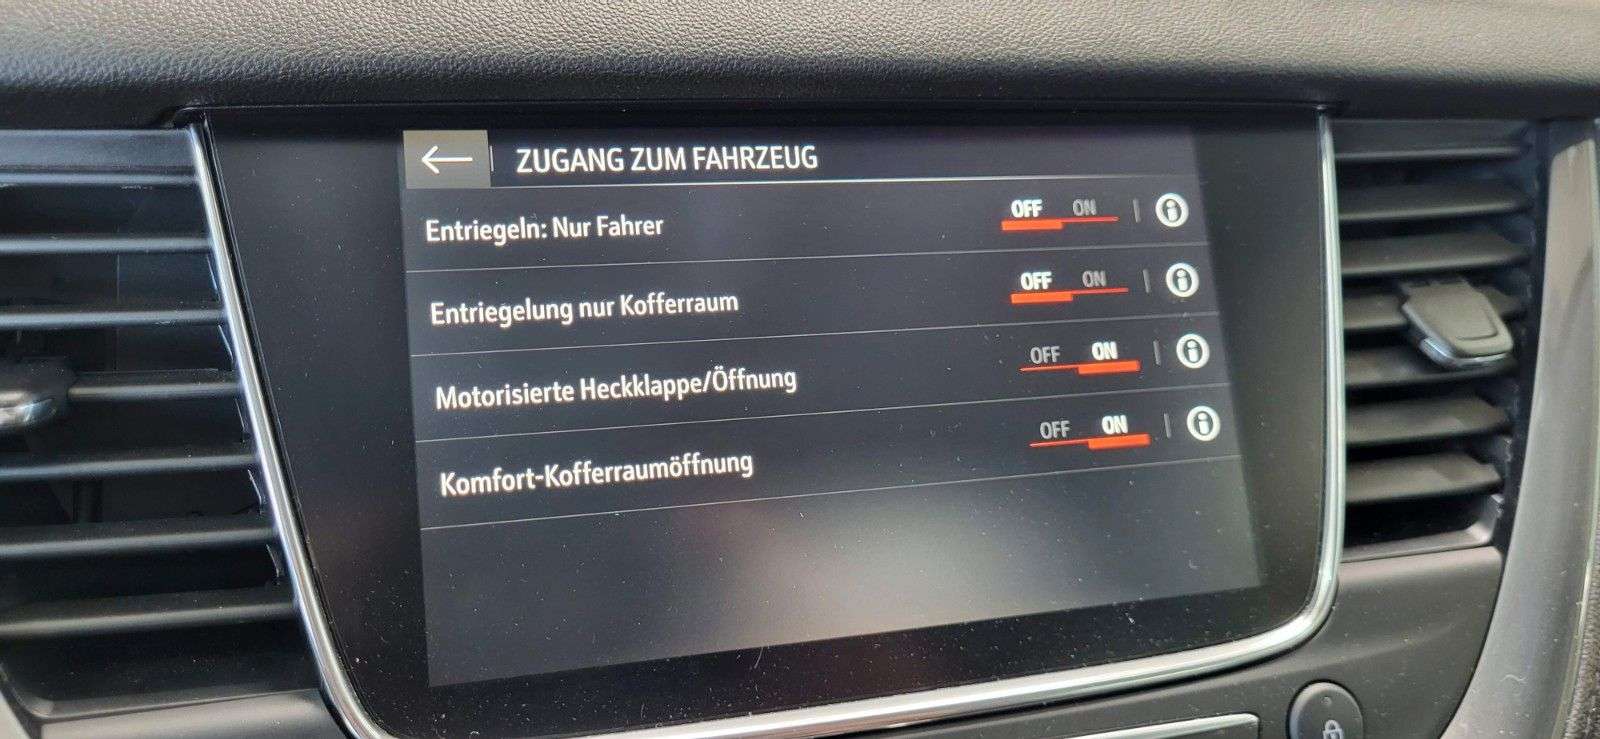 ZUGANG ZUM FAHRZEUG
Entriegeln: Nur Fahrer OFF ON
Entriegelung nur Kofferraum OFF ON
Motorisierte Heckklappe/Öffnung OFF ON
Komfort-Kofferraumöffnung OFF ON